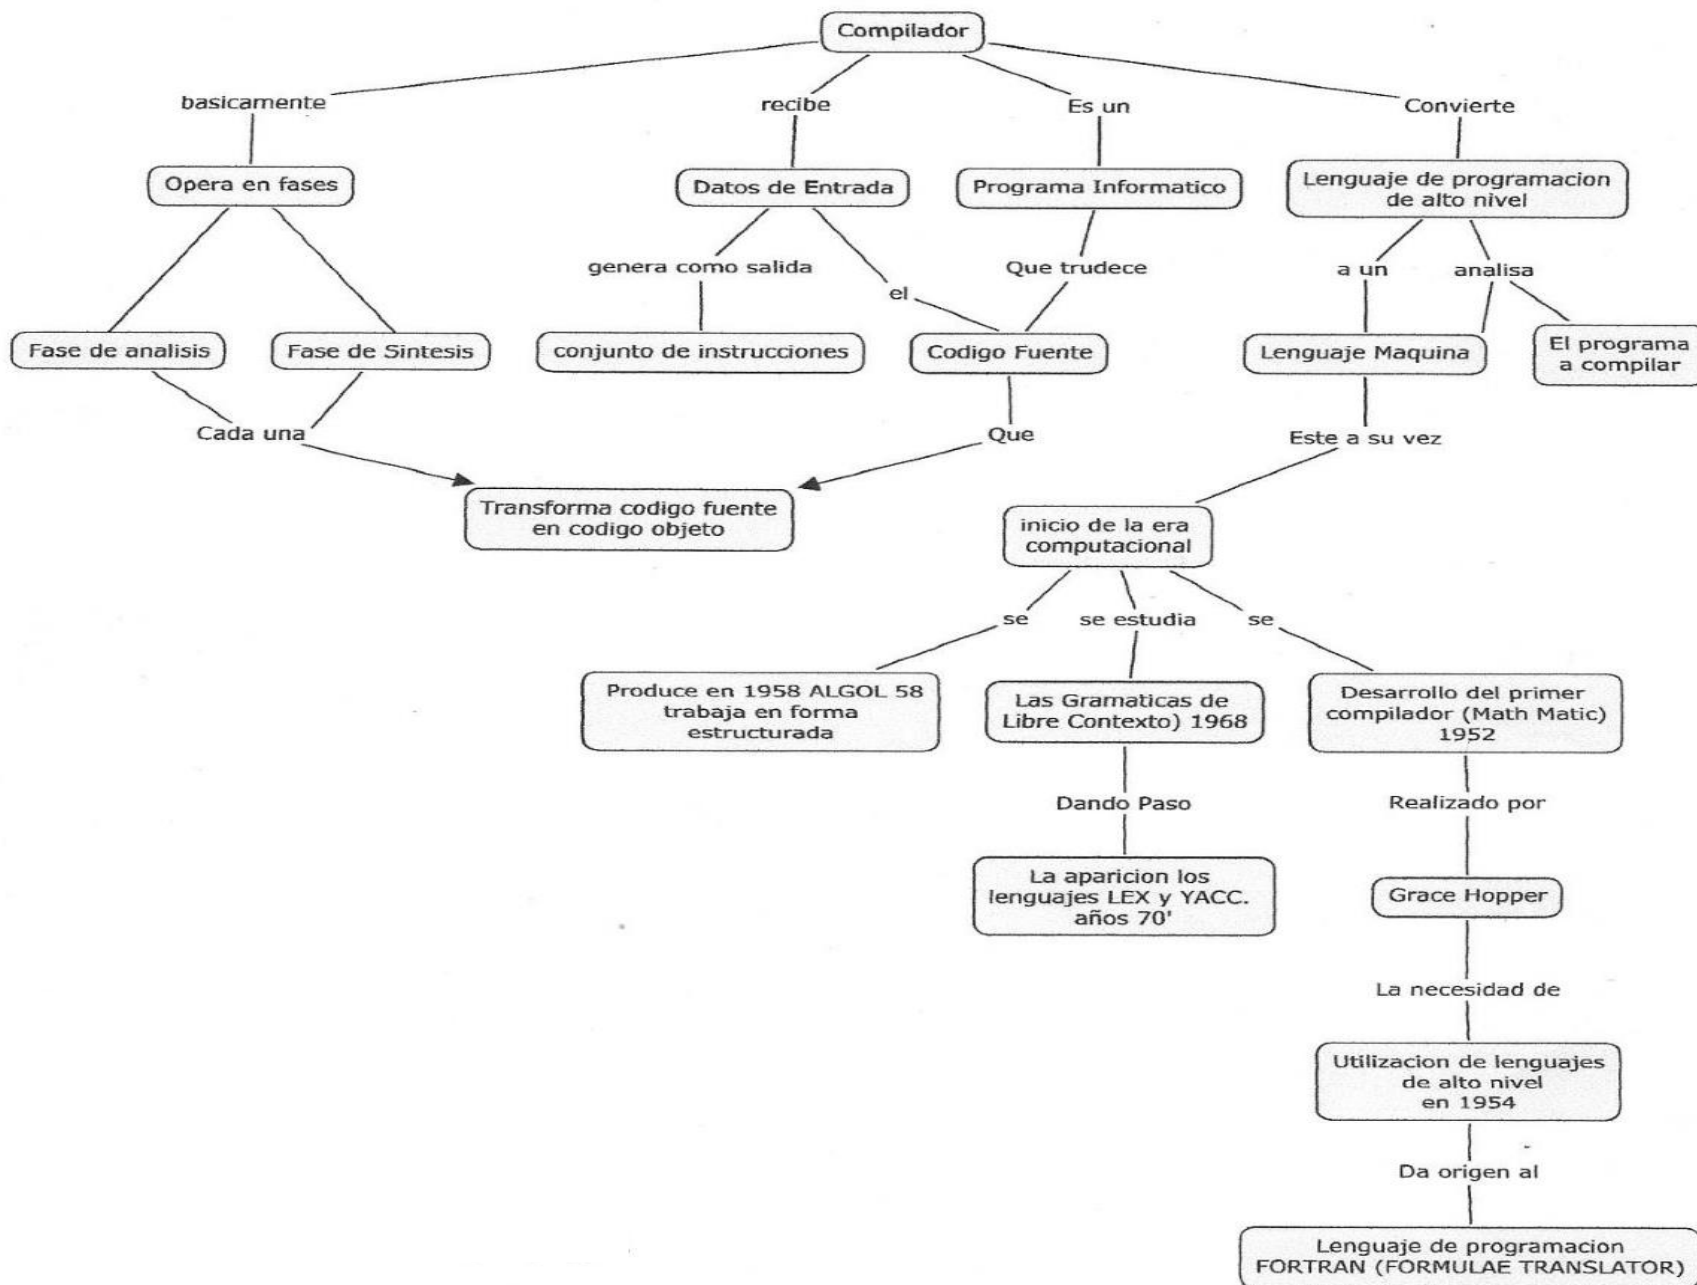 Compilador
basicamente
recibe
Es un
Convierte
Opera en fases
Datos de Entrada
Programa Informatico
Lenguaje de programacion
de alto nivel
genera como salida
el
Que trudece
a un
analisa
Fase de analisis
Fase de Sintesis
conjunto de instrucciones
Codigo Fuente
Lenguaje Maquina
El programa
a compilar
Cada una
Que
Este a su vez
Transforma codigo fuente
en codigo objeto
inicio de la era
computacional
se
se estudia
se
Produce en 1958 ALGOL 58
trabaja en forma
estructurada
Las Gramaticas de
Libre Contexto) 1968
Desarrollo del primer
compilador (Math Matic)
1952
Dando Paso
Realizado por
La aparicion los
lenguajes LEX y YACC.
años 70'
Grace Hopper
La necesidad de
Utilizacion de lenguajes
de alto nivel
en 1954
Da origen al
Lenguaje de programacion
FORTRAN (FORMULAE TRANSLATOR)